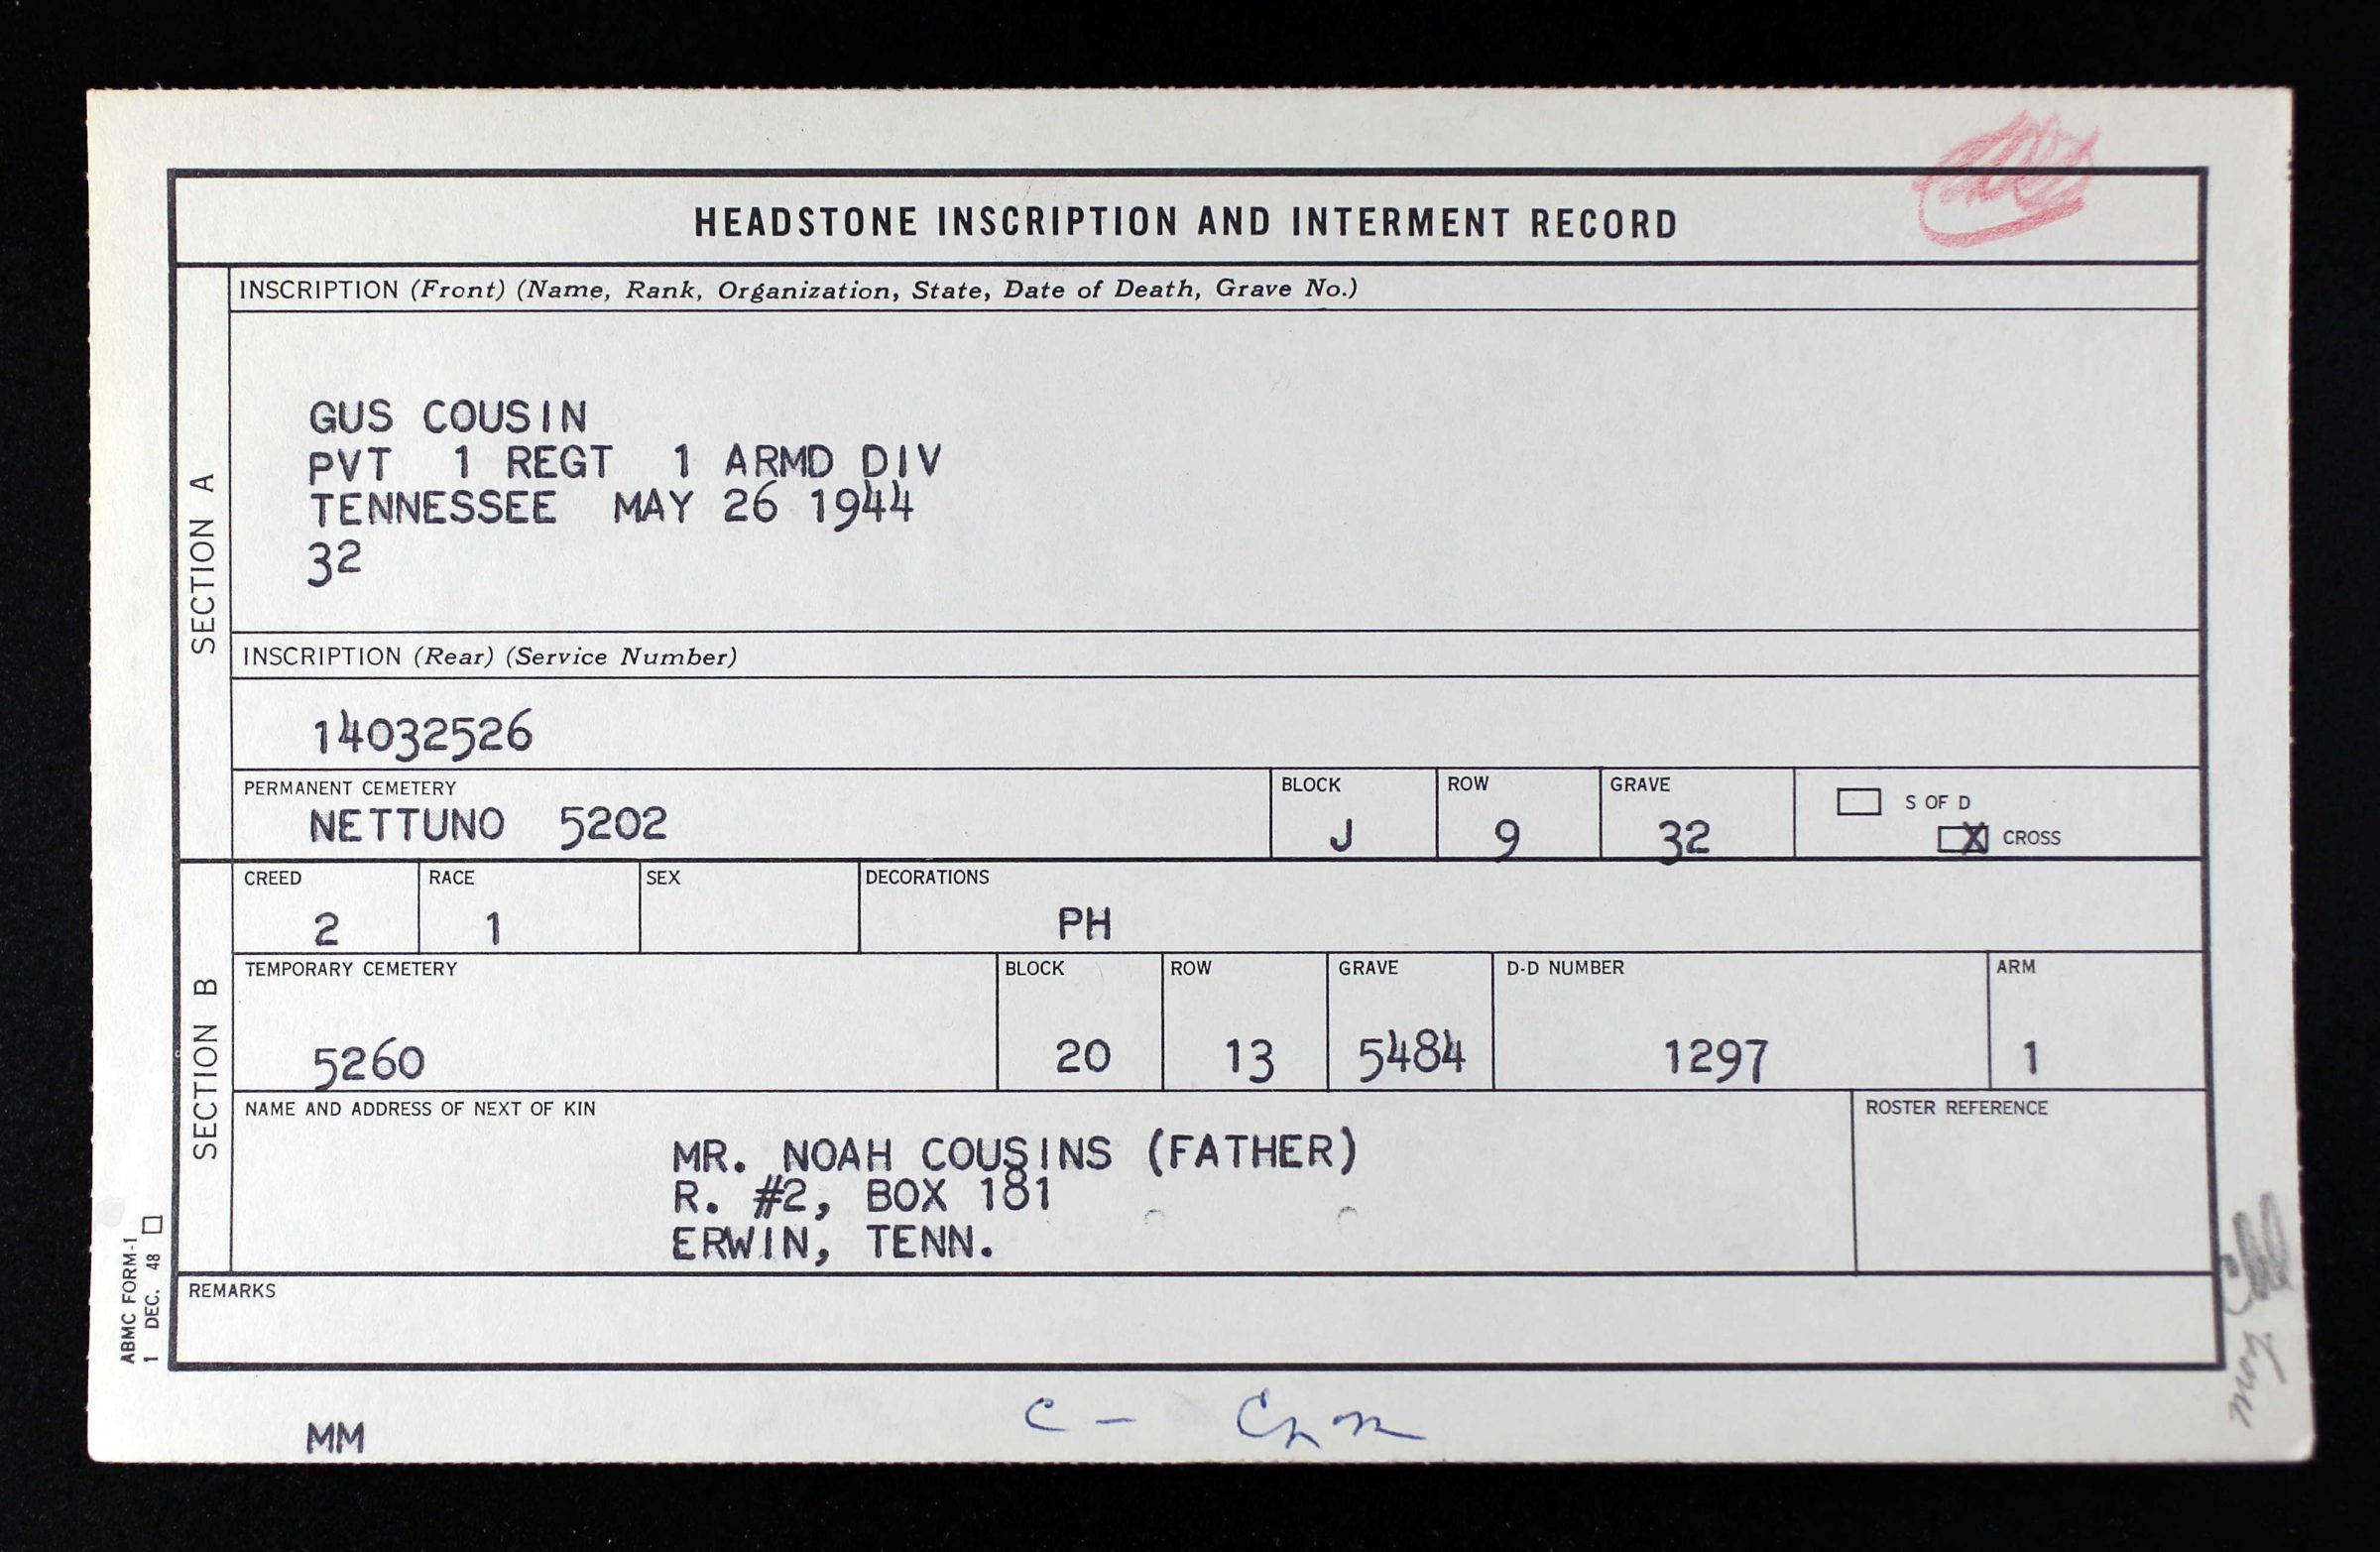 HEADSTONE INSCRIPTION AND INTERMENT RECORD
SECTION A
INSCRIPTION (Front) (Name, Rank, Organization, State, Date of Death, Grave No.)
GUS COUSIN
PVT 1 REGT 1 ARMD DIV
TENNESSEE MAY 26 1944
32
INSCRIPTION (Rear) (Service Number)
14032526
PERMANENT CEMETERY
NETTUNO 5202
BLOCK
J
ROW
9
GRAVE
32
S OF D
X CROSS
SECTION B
CREED
2
RACE
1
SEX
DECORATIONS
PH
TEMPORARY CEMETERY
5260
BLOCK
20
ROW
13
GRAVE
5484
D-D NUMBER
1297
ARM
1
NAME AND ADDRESS OF NEXT OF KIN
MR. NOAH COUSINS (FATHER)
R. #2, BOX 181
ERWIN, TENN.
ROSTER REFERENCE
REMARKS
ABMC FORM-1
1 DEC. 48
MM
C -